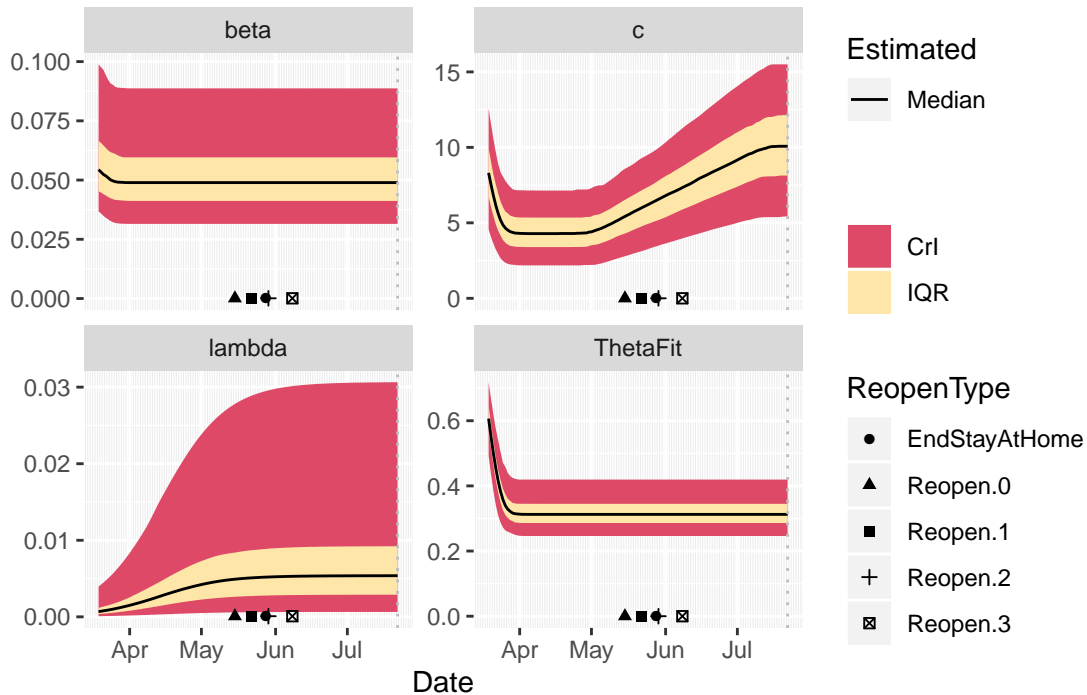 beta
c
0.100
0.075
0.050
0.025
0.000
15
10
5
0
lambda
ThetaFit
0.03
0.02
0.01
0.00
0.6
0.4
0.2
0.0
Apr May Jun Jul
Apr May Jun Jul
Date
Estimated
Median
CrI
IQR
ReopenType
EndStayAtHome
Reopen.0
Reopen.1
Reopen.2
Reopen.3